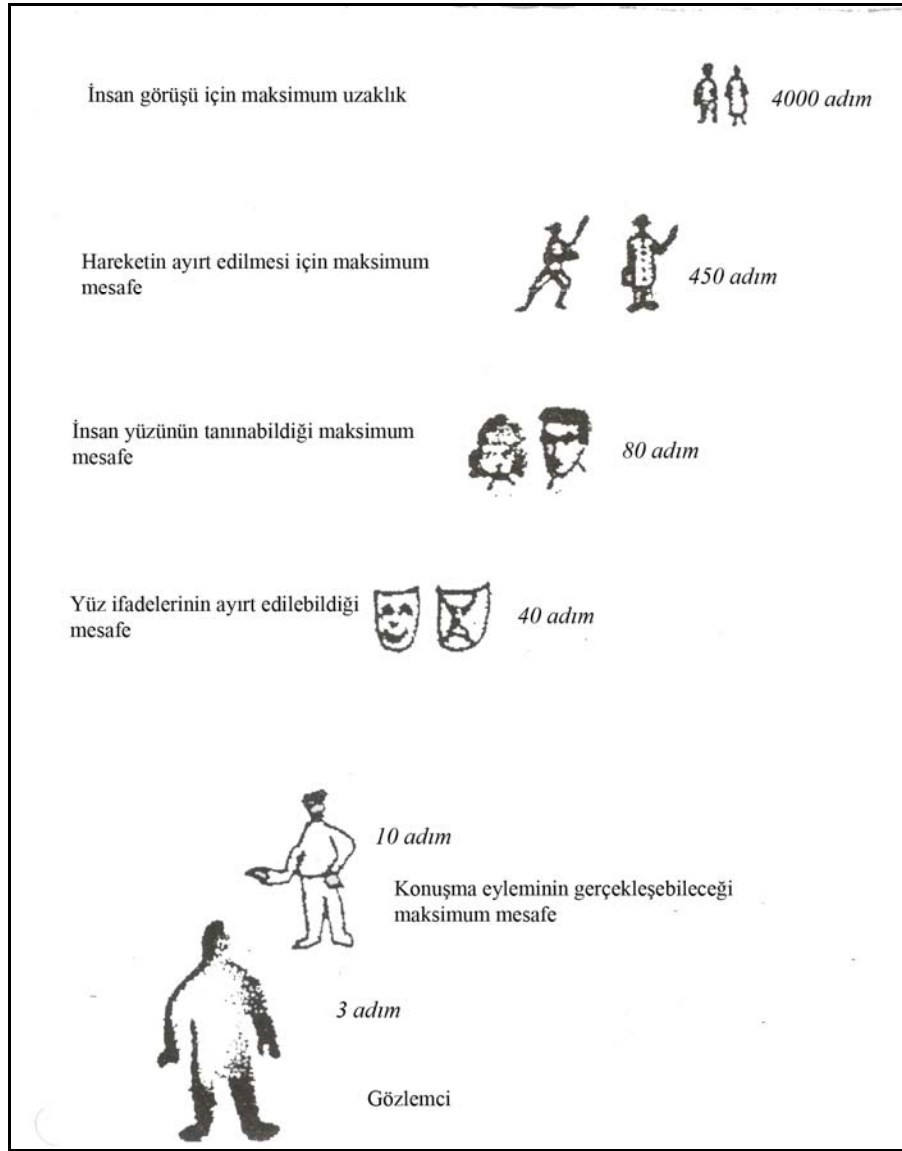 İnsan görüşü için maksimum uzaklık
4000 adım
Hareketin ayırt edilmesi için maksimum
mesafe
450 adım
İnsan yüzünün tanınabildiği maksimum
mesafe
80 adım
Yüz ifadelerinin ayırt edilebildiği
mesafe
40 adım
10 adım
Konuşma eyleminin gerçekleşebileceği
maksimum mesafe
3 adım
Gözlemci